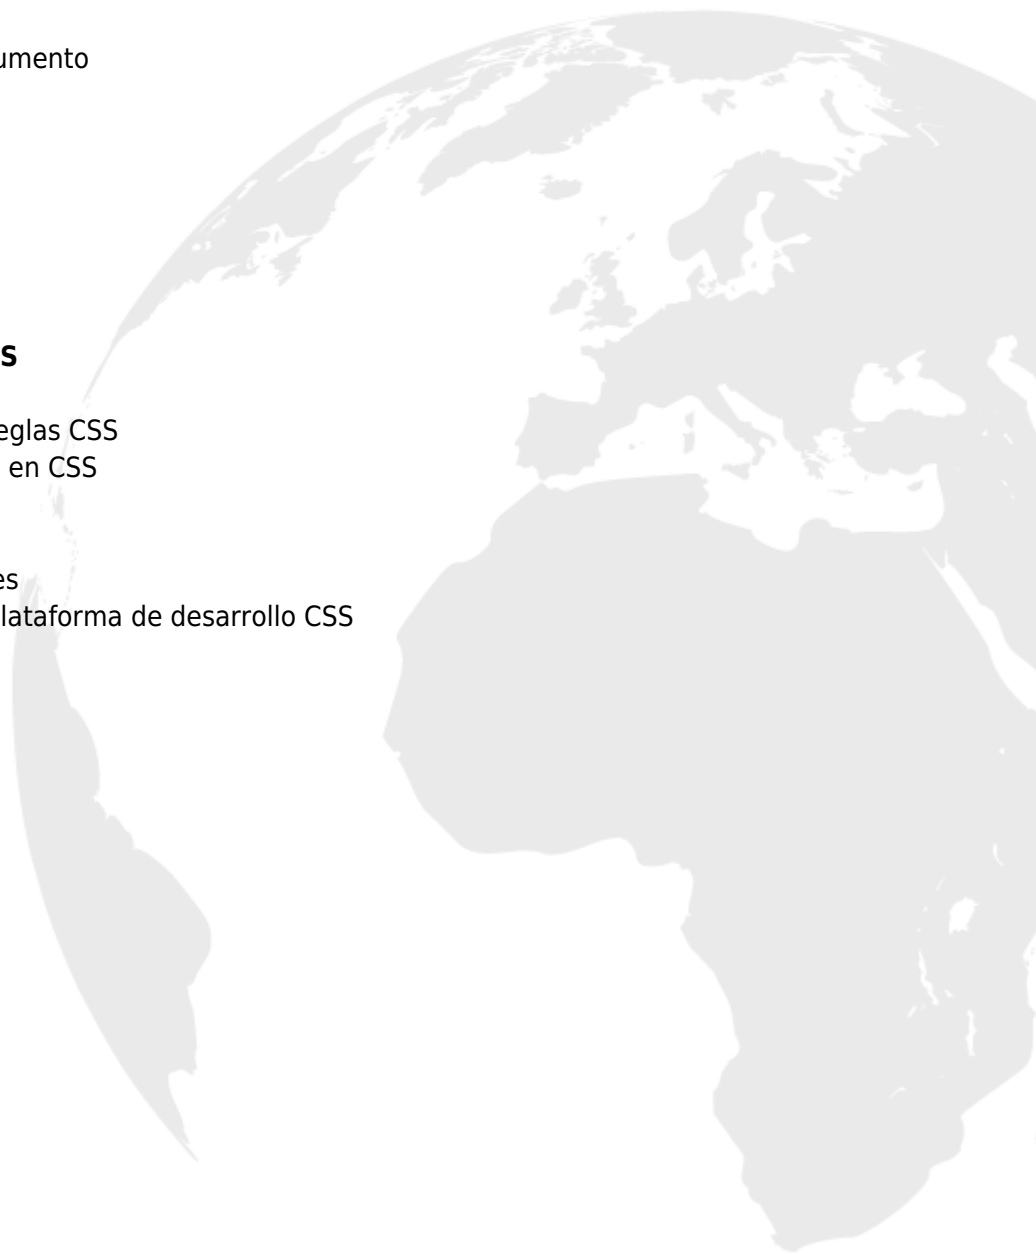 umento
s
eglas CSS
en CSS
es
lataforma de desarrollo CSS